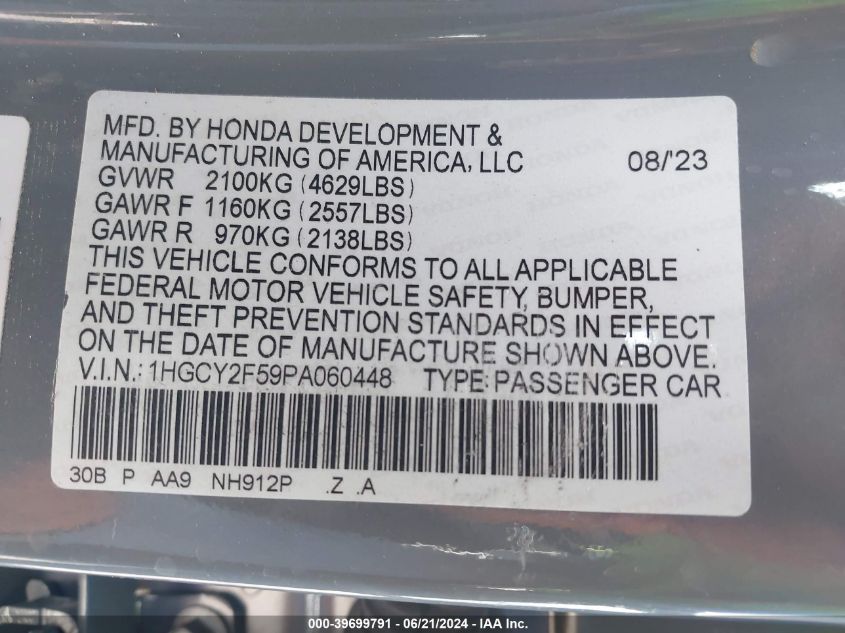 MFD. BY HONDA DEVELOPMENT &
MANUFACTURING OF AMERICA, LLC 08/'23
GVWR 2100KG (4629LBS)
GAWR F 1160KG (2557LBS)
GAWR R 970KG (2138LBS)
THIS VEHICLE CONFORMS TO ALL APPLICABLE
FEDERAL MOTOR VEHICLE SAFETY, BUMPER,
AND THEFT PREVENTION STANDARDS IN EFFECT
ON THE DATE OF MANUFACTURE SHOWN ABOVE.
V.I.N.: 1HGCY2F59PA060448 TYPE: PASSENGER CAR
30B P AA9 NH912P .Z .A
000-39699791 - 06/21/2024 - IAA Inc.